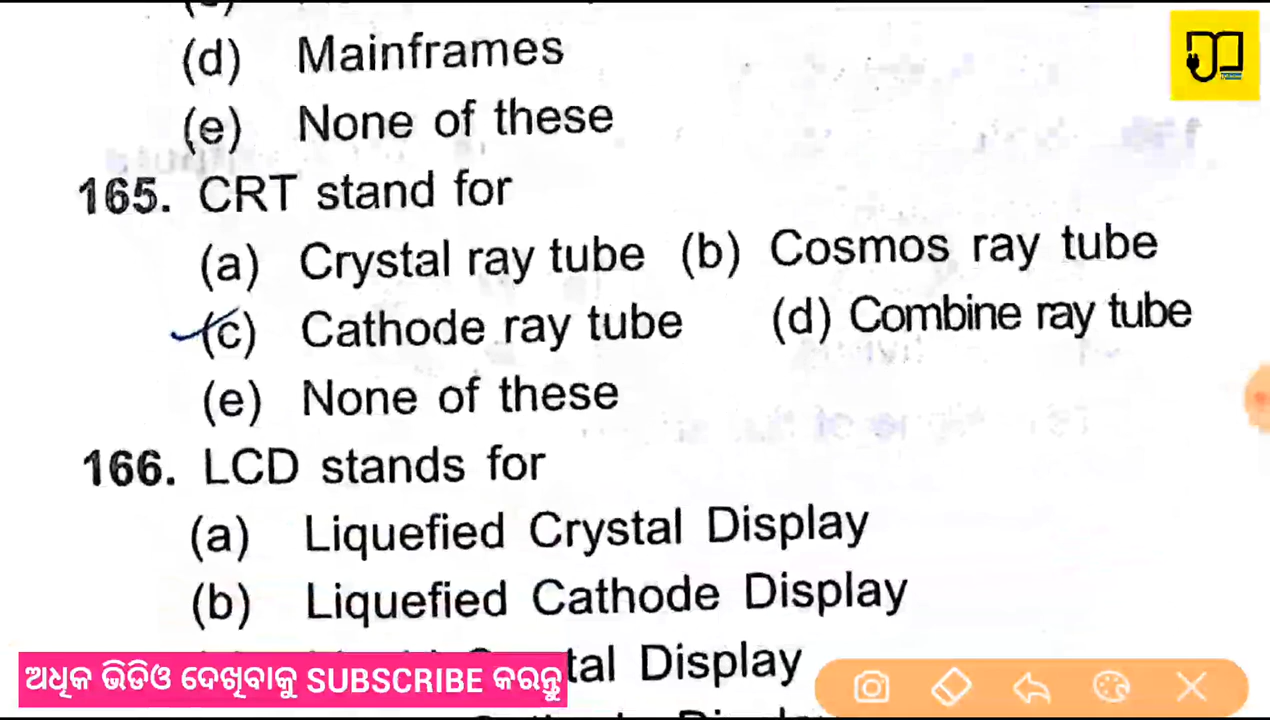 (d) Mainframes
(e) None of these
165. CRT stand for
(a) Crystal ray tube (b) Cosmos ray tube
(c) Cathode ray tube (d) Combine ray tube
(e) None of these
166. LCD stands for
(a) Liquefied Crystal Display
(b) Liquefied Cathode Display
tal Display
ଅଧିକ ଭିଡିଓ ଦେଖିବାକୁ SUBSCRIBE କରନ୍ତୁ